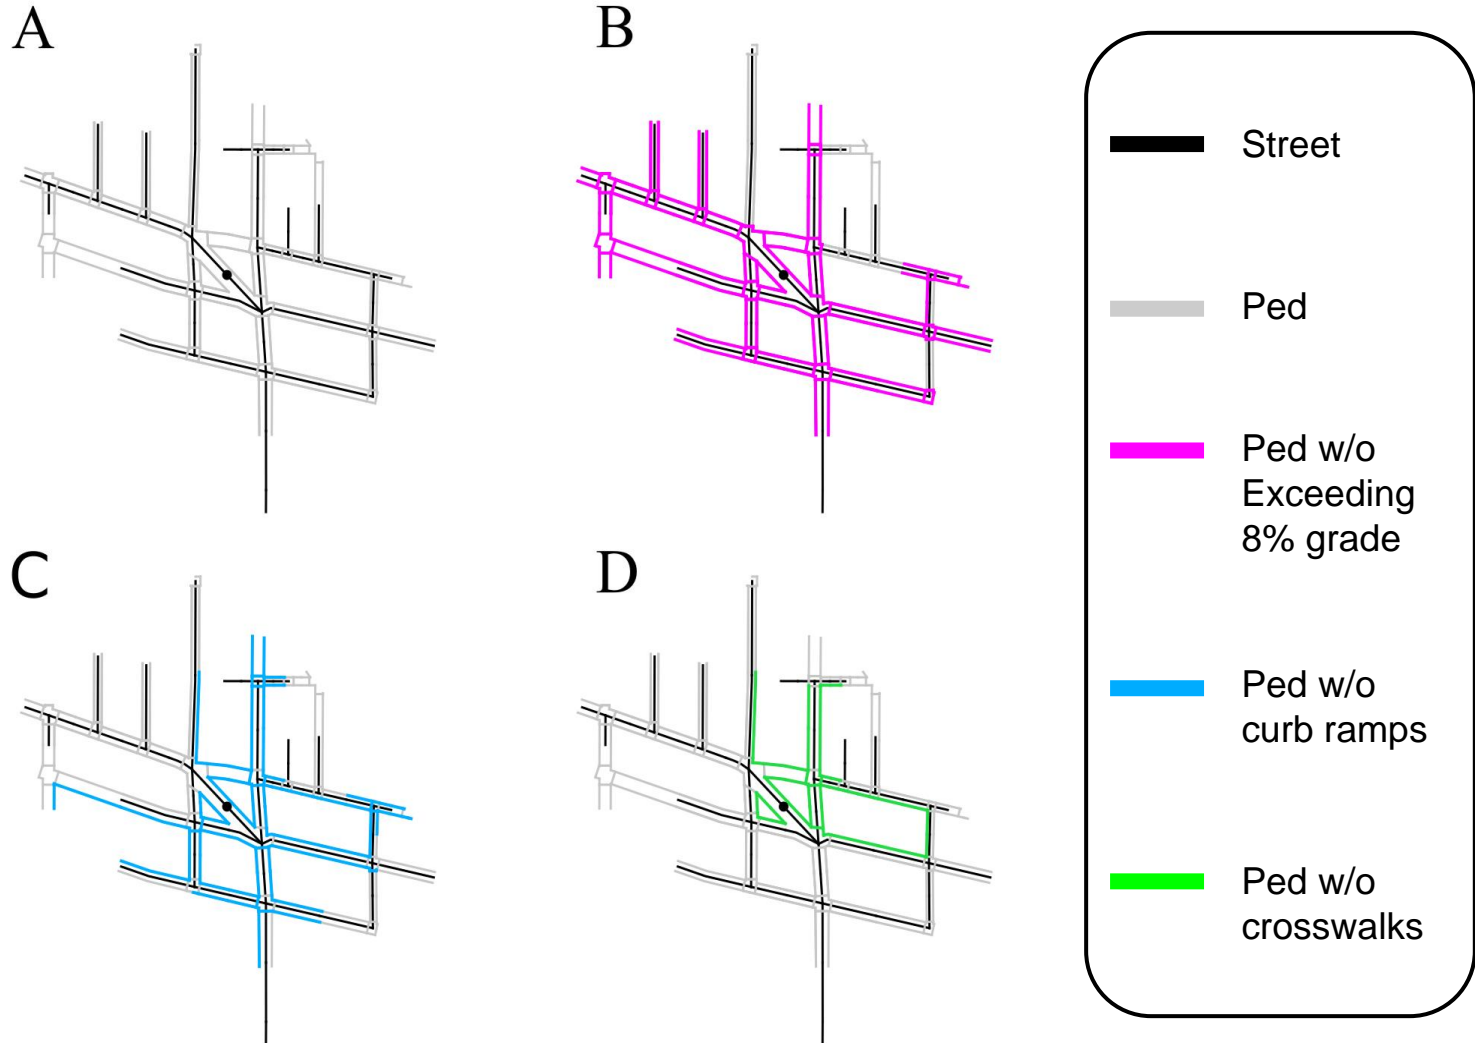 A
B
Street
Ped
Ped w/o
Exceeding
8% grade
C
D
Ped w/o
curb ramps
Ped w/o
crosswalks